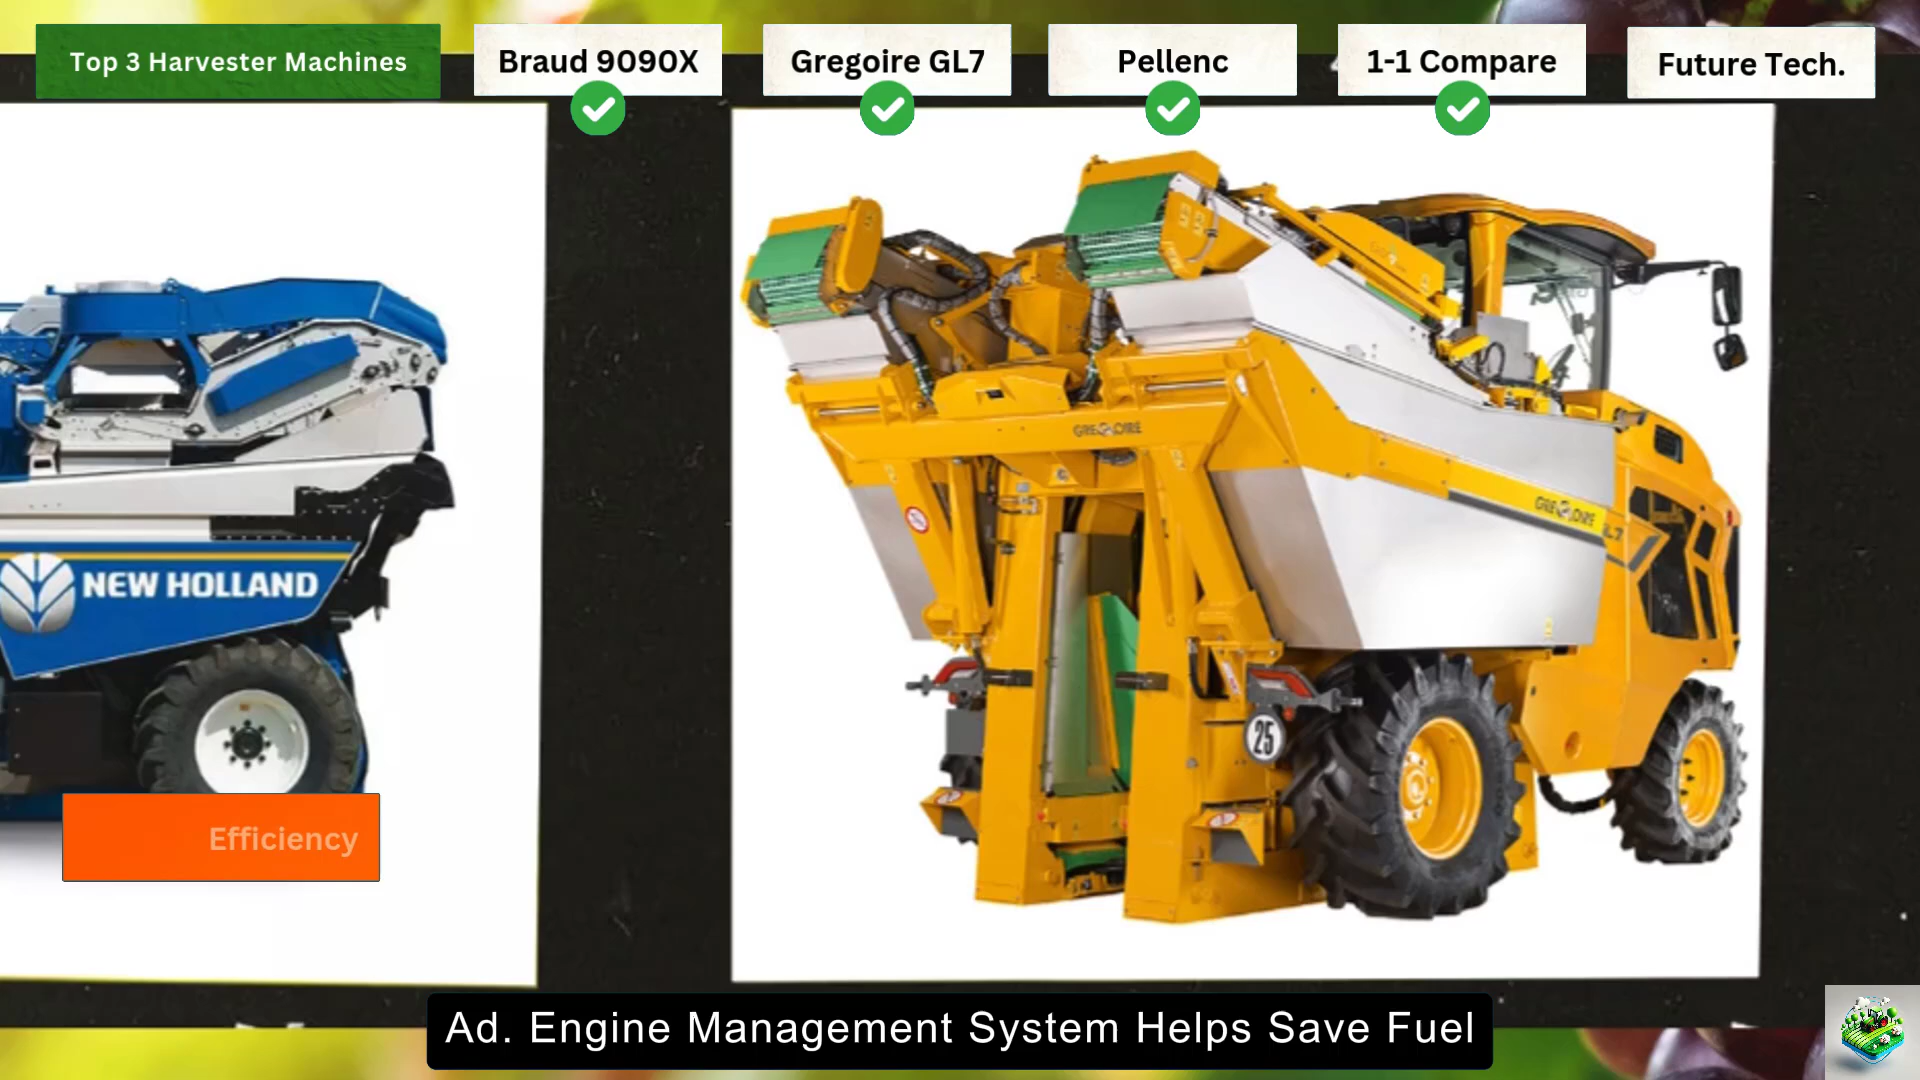 Top 3 Harvester Machines
Braud 9090X
Gregoire GL7
Pellenc
1-1 Compare
Future Tech.
NEW HOLLAND
GREGOIRE
GREGOIRE
GL7
25
Efficiency
Ad. Engine Management System Helps Save Fuel